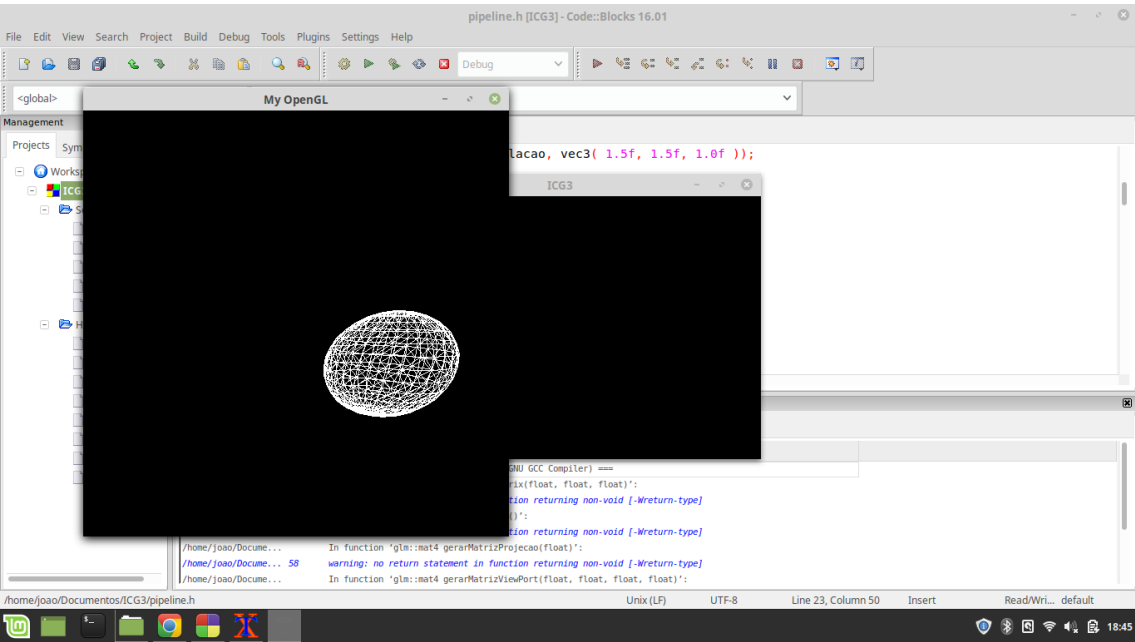 pipeline.h [ICG3] - Code::Blocks 16.01
File Edit View Search Project Build Debug Tools Plugins Settings Help
Debug
<global>
My OpenGL
Management
Projects Sym
lacao, vec3( 1.5f, 1.5f, 1.0f ));
Works
ICG3
ICG
S
H
GNU GCC Compiler) ===
rix(float, float, float)’:
tion returning non-void [-Wreturn-type]
()’:
tion returning non-void [-Wreturn-type]
/home/joao/Docume... In function ‘glm::mat4 gerarMatrizProjecao(float)’:
/home/joao/Docume... 58 warning: no return statement in function returning non-void [-Wreturn-type]
/home/joao/Docume... In function ‘glm::mat4 gerarMatrizViewPort(float, float, float, float)’:
/home/joao/Documentos/ICG3/pipeline.h Unix (LF) UTF-8 Line 23, Column 50 Insert Read/Wri... default
18:45